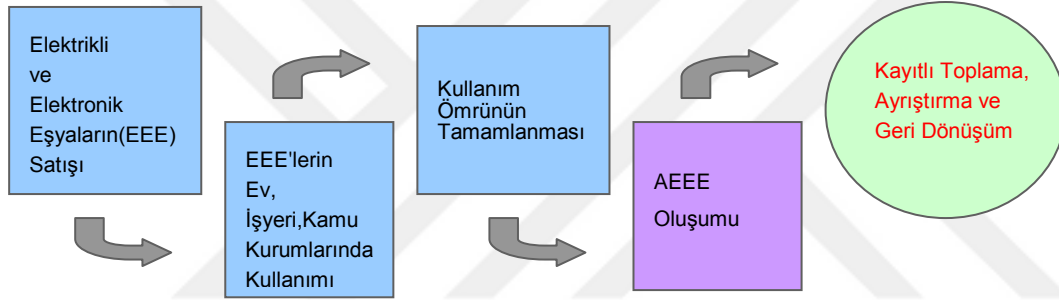 Elektrikli
ve
Elektronik
Eşyaların(EEE)
Satışı
EEE'lerin
Ev,
İşyeri,Kamu
Kurumlarında
Kullanımı
Kullanım
Ömrünün
Tamamlanması
AEEE
Oluşumu
Kayıtlı Toplama,
Ayrıştırma ve
Geri Dönüşüm